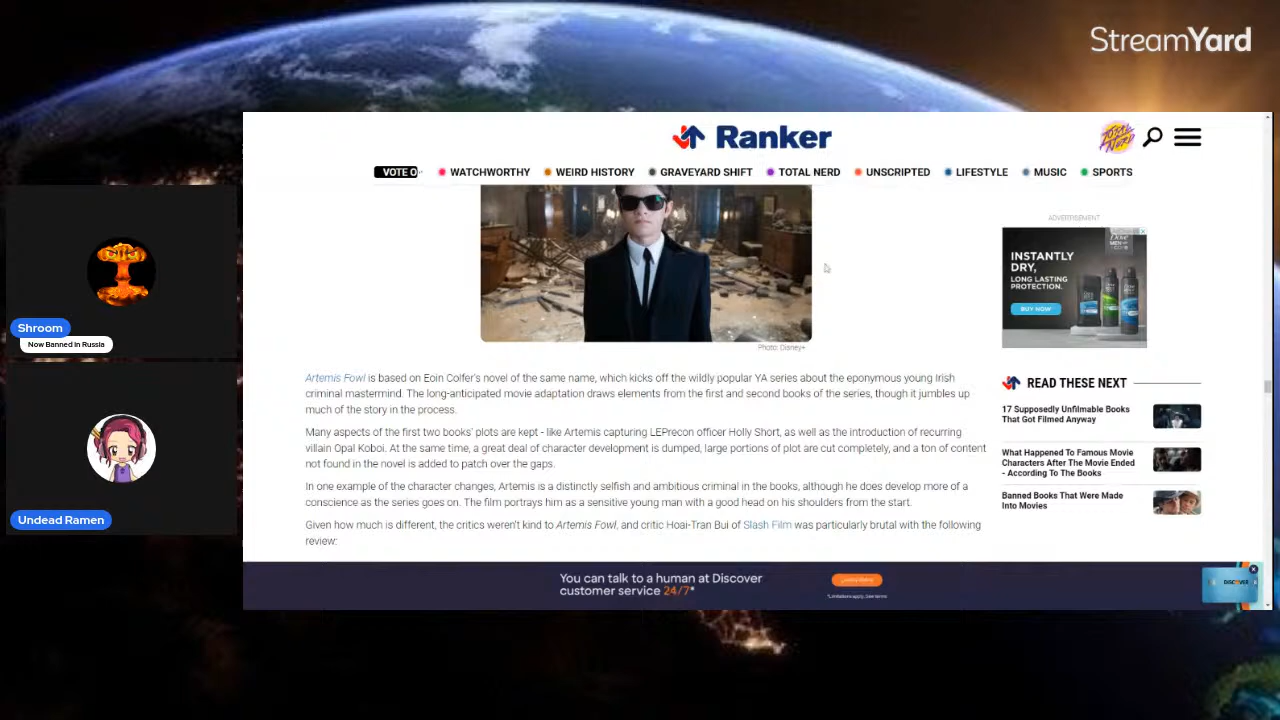 StreamYard
Ranker
TOTAL NERD
VOTE O
WATCHWORTHY
WEIRD HISTORY
GRAVEYARD SHIFT
TOTAL NERD
UNSCRIPTED
LIFESTYLE
MUSIC
SPORTS
Photo: Disney+
ADVERTISEMENT
DOVE
MEN+
CARE
INSTANTLY
DRY,
LONG LASTING
PROTECTION.
BUY NOW
Artemis Fowl is based on Eoin Colfer's novel of the same name, which kicks off the wildly popular YA series about the eponymous young Irish
criminal mastermind. The long-anticipated movie adaptation draws elements from the first and second books of the series, though it jumbles up
much of the story in the process.
Many aspects of the first two books' plots are kept - like Artemis capturing LEPrecon officer Holly Short, as well as the introduction of recurring
villain Opal Koboi. At the same time, a great deal of character development is dumped, large portions of plot are cut completely, and a ton of content
not found in the novel is added to patch over the gaps.
In one example of the character changes, Artemis is a distinctly selfish and ambitious criminal in the books, although he does develop more of a
conscience as the series goes on. The film portrays him as a sensitive young man with a good head on his shoulders from the start.
Given how much is different, the critics weren't kind to Artemis Fowl, and critic Hoai-Tran Bui of Slash Film was particularly brutal with the following
review:
READ THESE NEXT
17 Supposedly Unfilmable Books
That Got Filmed Anyway
What Happened To Famous Movie
Characters After The Movie Ended
- According To The Books
Banned Books That Were Made
Into Movies
You can talk to a human at Discover
customer service 24/7*
DISCOVER
Shroom
Now Banned in Russia
Undead Ramen